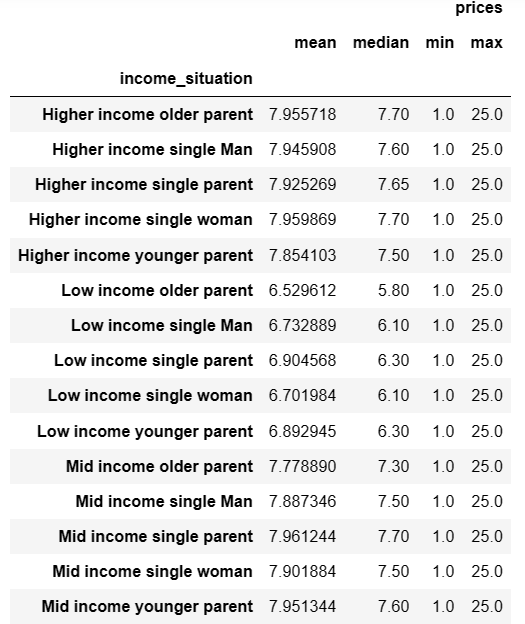 prices
mean median min max
income_situation
Higher income older parent 7.955718 7.70 1.0 25.0
Higher income single Man 7.945908 7.60 1.0 25.0
Higher income single parent 7.925269 7.65 1.0 25.0
Higher income single woman 7.959869 7.70 1.0 25.0
Higher income younger parent 7.854103 7.50 1.0 25.0
Low income older parent 6.529612 5.80 1.0 25.0
Low income single Man 6.732889 6.10 1.0 25.0
Low income single parent 6.904568 6.30 1.0 25.0
Low income single woman 6.701984 6.10 1.0 25.0
Low income younger parent 6.892945 6.30 1.0 25.0
Mid income older parent 7.778890 7.30 1.0 25.0
Mid income single Man 7.887346 7.50 1.0 25.0
Mid income single parent 7.961244 7.70 1.0 25.0
Mid income single woman 7.901884 7.50 1.0 25.0
Mid income younger parent 7.951344 7.60 1.0 25.0